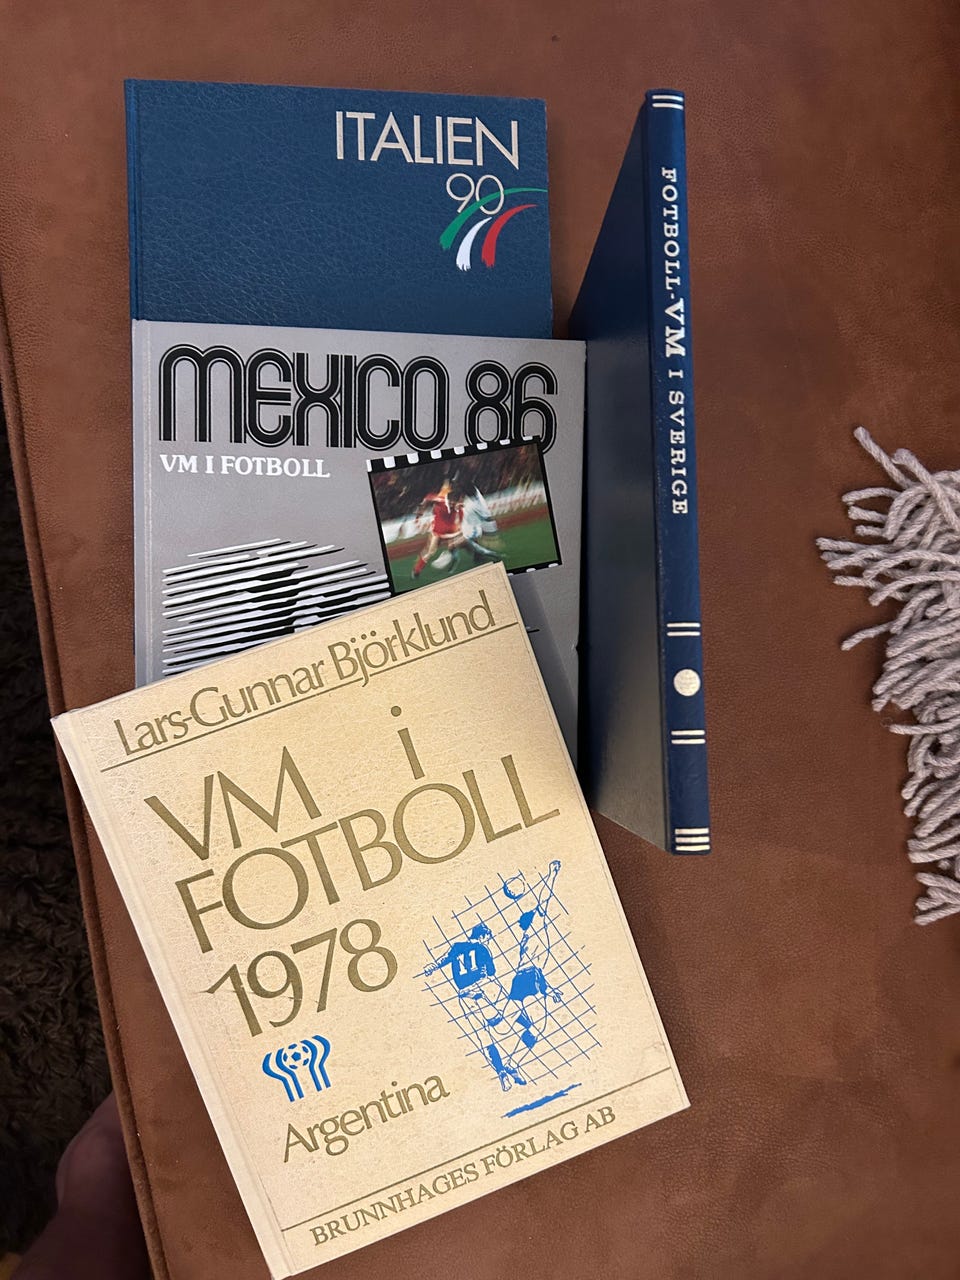 ITALIEN
90
MEXICO 86
VM I FOTBOLL
FOTBOLL-VM I SVERIGE
Lars-Gunnar Björklund
VM i
FOTBOLL
1978
11
Argentina
BRUNNHAGES FÖRLAG AB